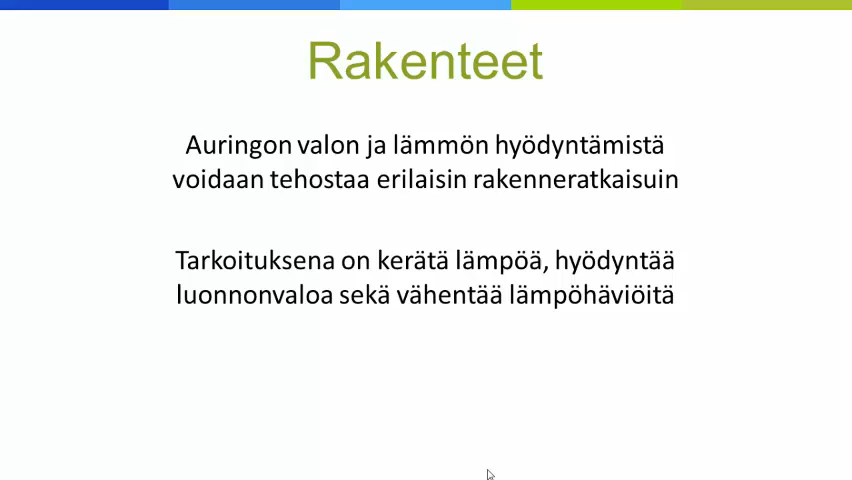 Rakenteet
Auringon valon ja lämmön hyödyntämistä
voidaan tehostaa erilaisin rakenneratkaisuin
Tarkoituksena on kerätä lämpöä, hyödyntää
luonnonvaloa sekä vähentää lämpöhäviöitä